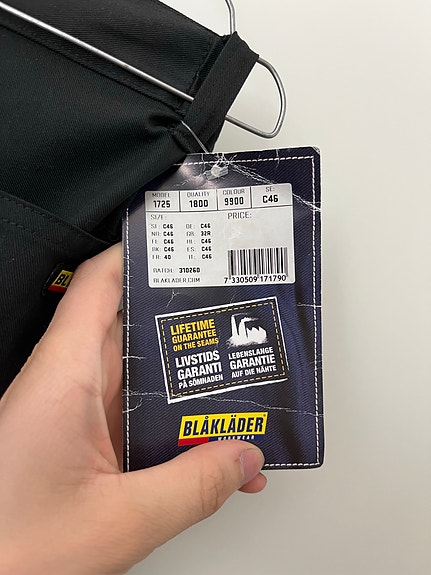 MODEL QUALITY COLOUR SE:
1725 1800 9900 C46
SIZE: PRICE:
SE: C46 DE: C46
NO: C46 GB: 32R
FI: C46 NL: C46
DK: C46 ES: C46
FR: 40 IT: C46
BATCH: 310260
BLAKLADER.COM
7 330509 171790
LIFETIME
GUARANTEE
ON THE SEAMS
LIVSTIDS
GARANTI
PÅ SÖMNADEN
LEBENSLANGE
GARANTIE
AUF DIE NÄHTE
BLÅKLÄDER
WORKWEAR
BL